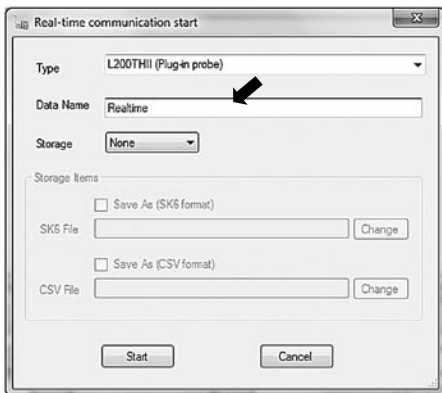 Real-time communication start
Type L200THII (Plug-in probe)
Data Name Realtime
Storage None
Storage Items
Save As (SK6 format)
SK6 File Change
Save As (CSV format)
CSV File Change
Start Cancel